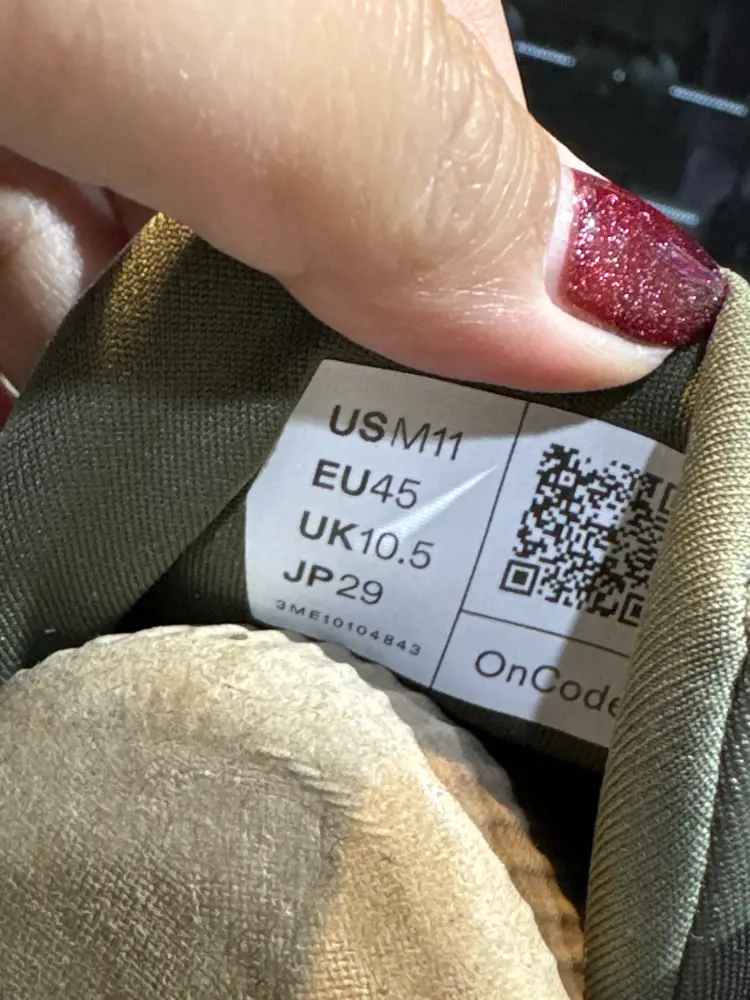 USM11
EU45
UK10.5
JP29
3ME10104843
OnCode